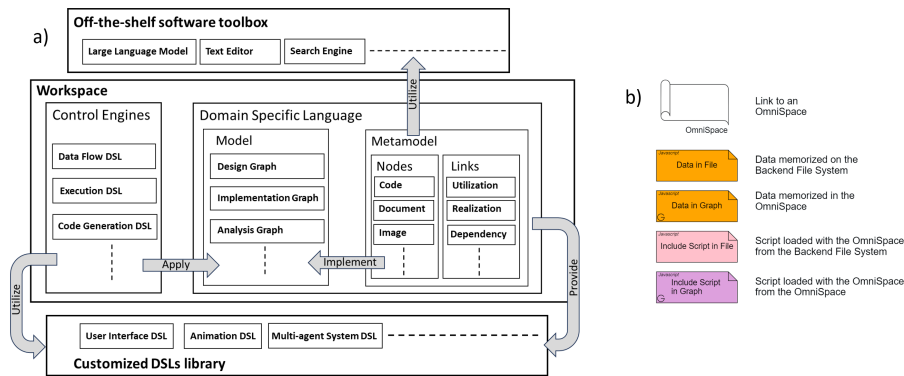 a)
Off-the-shelf software toolbox
Large Language Model
Text Editor
Search Engine
Utilize
Workspace
Control Engines
Data Flow DSL
Execution DSL
Code Generation DSL
Domain Specific Language
Model
Design Graph
Implementation Graph
Analysis Graph
Metamodel
Nodes
Code
Document
Image
Links
Utilization
Realization
Dependency
Apply
Implement
Utilize
Provide
User Interface DSL
Animation DSL
Multi-agent System DSL
Customized DSLs library
b)
OmniSpace
Link to an
OmniSpace
Javascript
Data in File
Data memorized on the
Backend File System
Javascript
Data in Graph
G
Data memorized in the
OmniSpace
Javascript
Include Script in File
Script loaded with the OmniSpace
from the Backend File System
Javascript
Include Script
in Graph
G
Script loaded with the OmniSpace
from the OmniSpace